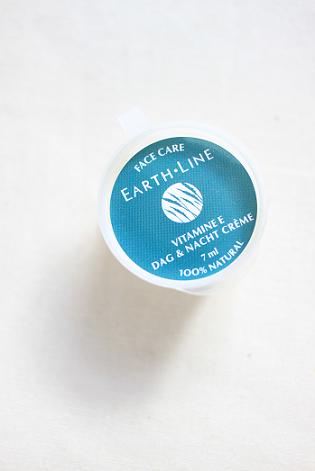 FACE CARE
EARTH•LINE
VITAMINE E
DAG & NACHT CRÈME
7 ml
100% NATURAL